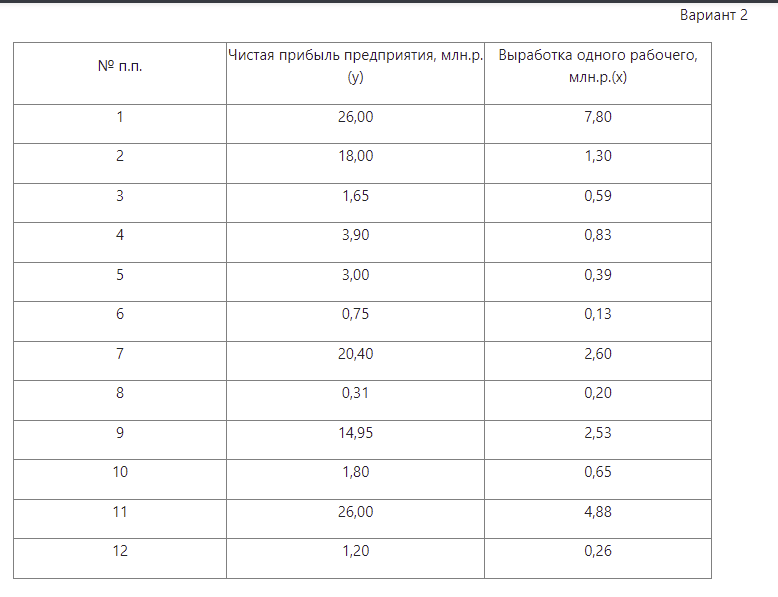 Вариант 2
№ п.п. Чистая прибыль предприятия, млн.р. Выработка одного рабочего,
(у) млн.р.(х)
1 26,00 7,80
2 18,00 1,30
3 1,65 0,59
4 3,90 0,83
5 3,00 0,39
6 0,75 0,13
7 20,40 2,60
8 0,31 0,20
9 14,95 2,53
10 1,80 0,65
11 26,00 4,88
12 1,20 0,26